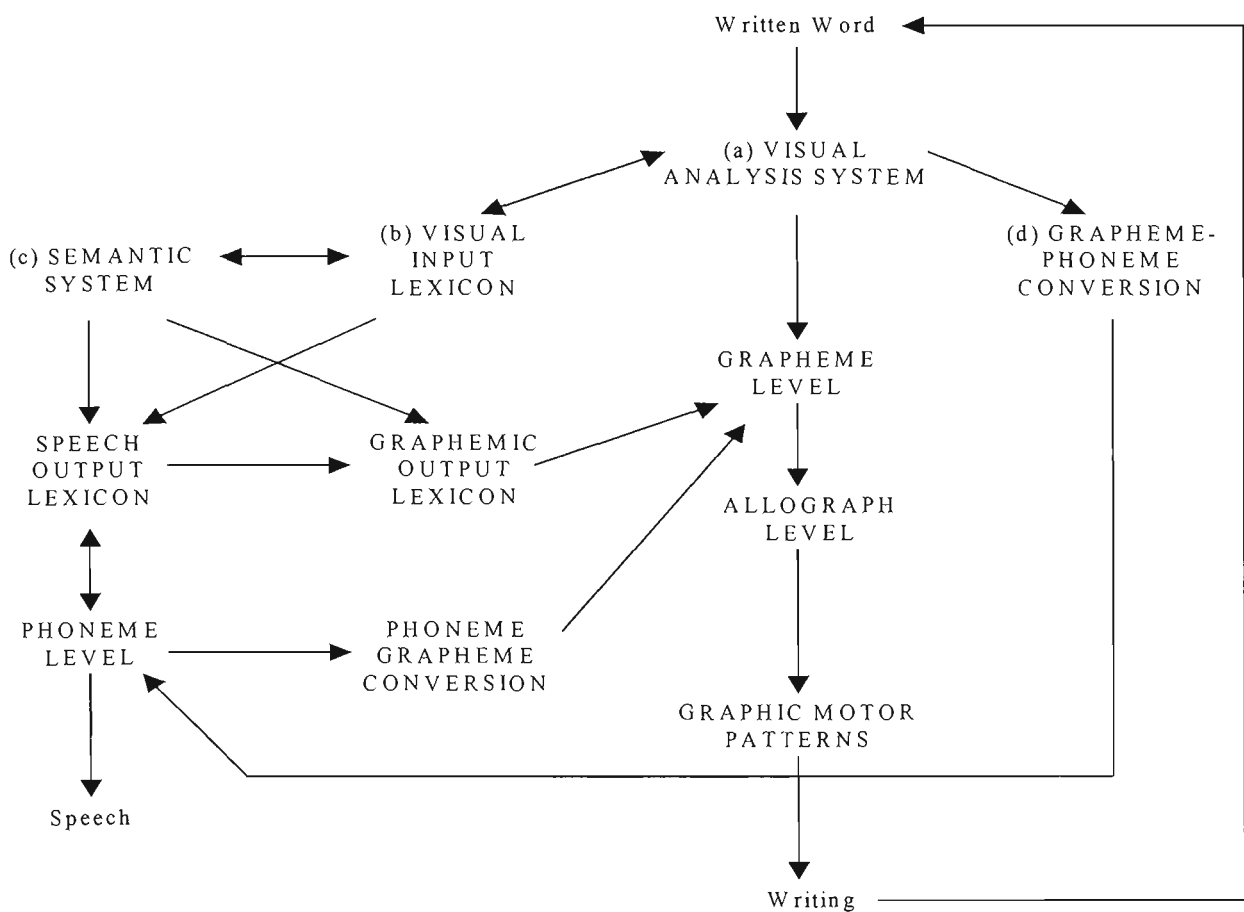 Written Word
(a) VISUAL
ANALYSIS SYSTEM
(b) VISUAL
INPUT
LEXICON
(c) SEMANTIC
SYSTEM
(d) GRAPHEME-
PHONEME
CONVERSION
GRAPHEME
LEVEL
SPEECH
OUTPUT
LEXICON
GRAPHEMIC
OUTPUT
LEXICON
ALLOGRAPH
LEVEL
PHONEME
LEVEL
PHONEME
GRAPHEME
CONVERSION
GRAPHIC MOTOR
PATTERNS
Speech
Writing